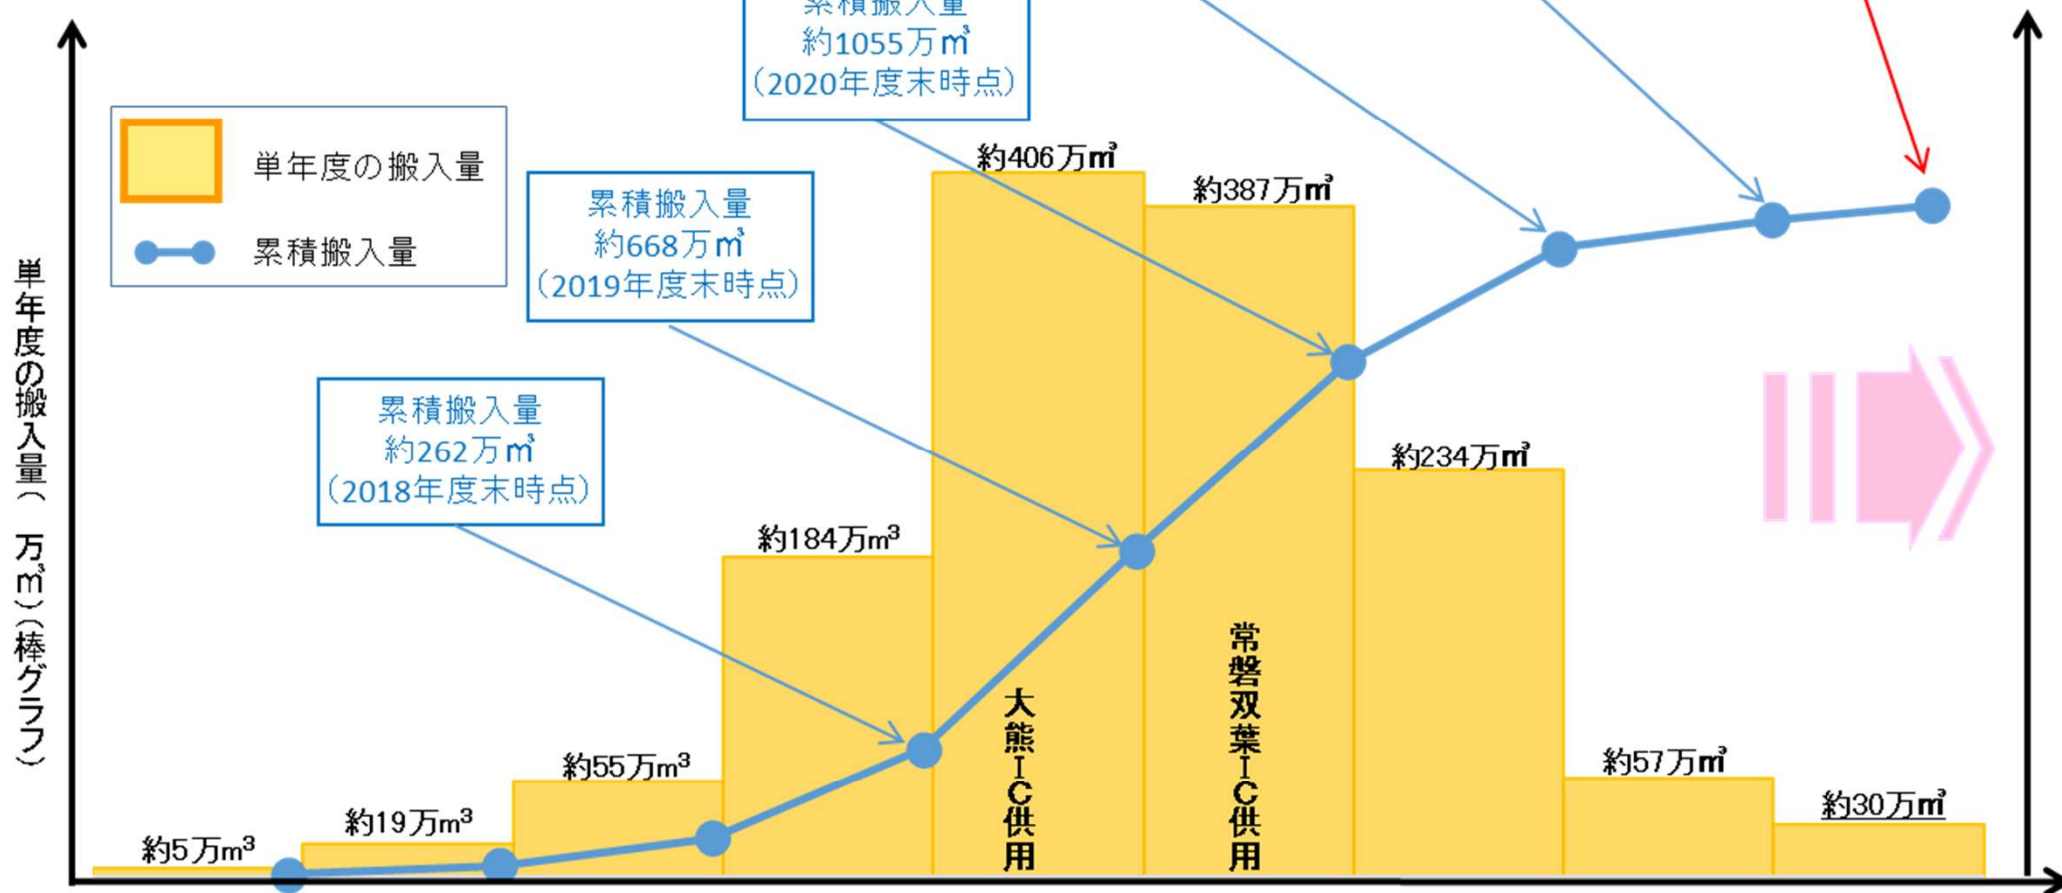 累積搬入量
約1055万㎥
（2020年度末時点）
単年度の搬入量
累積搬入量
累積搬入量
約668万㎥
（2019年度末時点）
累積搬入量
約262万㎥
（2018年度末時点）
単年度の搬入量（　万㎥）（棒グラフ）
約5万m³
約19万m³
約55万m³
約184万m³
約406万㎥
約387万㎥
約234万㎥
約57万㎥
約30万㎥
大熊IC供用
常磐双葉IC供用